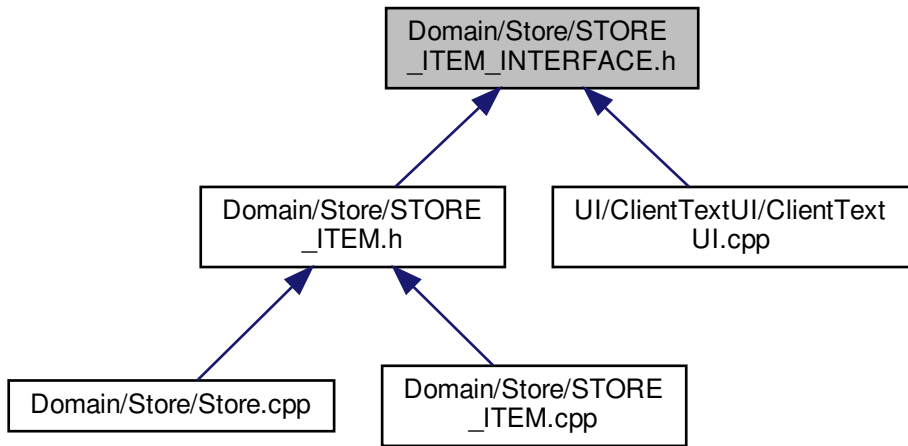 Domain/Store/STORE
_ITEM_INTERFACE.h
Domain/Store/STORE
_ITEM.h
UI/ClientTextUI/ClientText
UI.cpp
Domain/Store/Store.cpp
Domain/Store/STORE
_ITEM.cpp